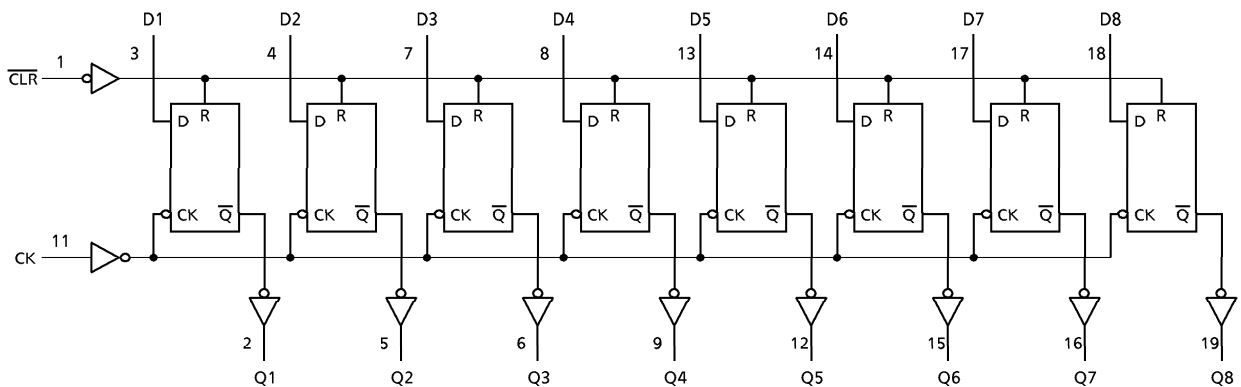 D1 D2 D3 D4 D5 D6 D7 D8
3 4 7 8 13 14 17 18
C̅L̅R̅ 1
D R D R D R D R D R D R D R D R
CK Q̅ CK Q̅ CK Q̅ CK Q̅ CK Q̅ CK Q̅ CK Q̅ CK Q̅
CK 11
2 5 6 9 12 15 16 19
Q1 Q2 Q3 Q4 Q5 Q6 Q7 Q8